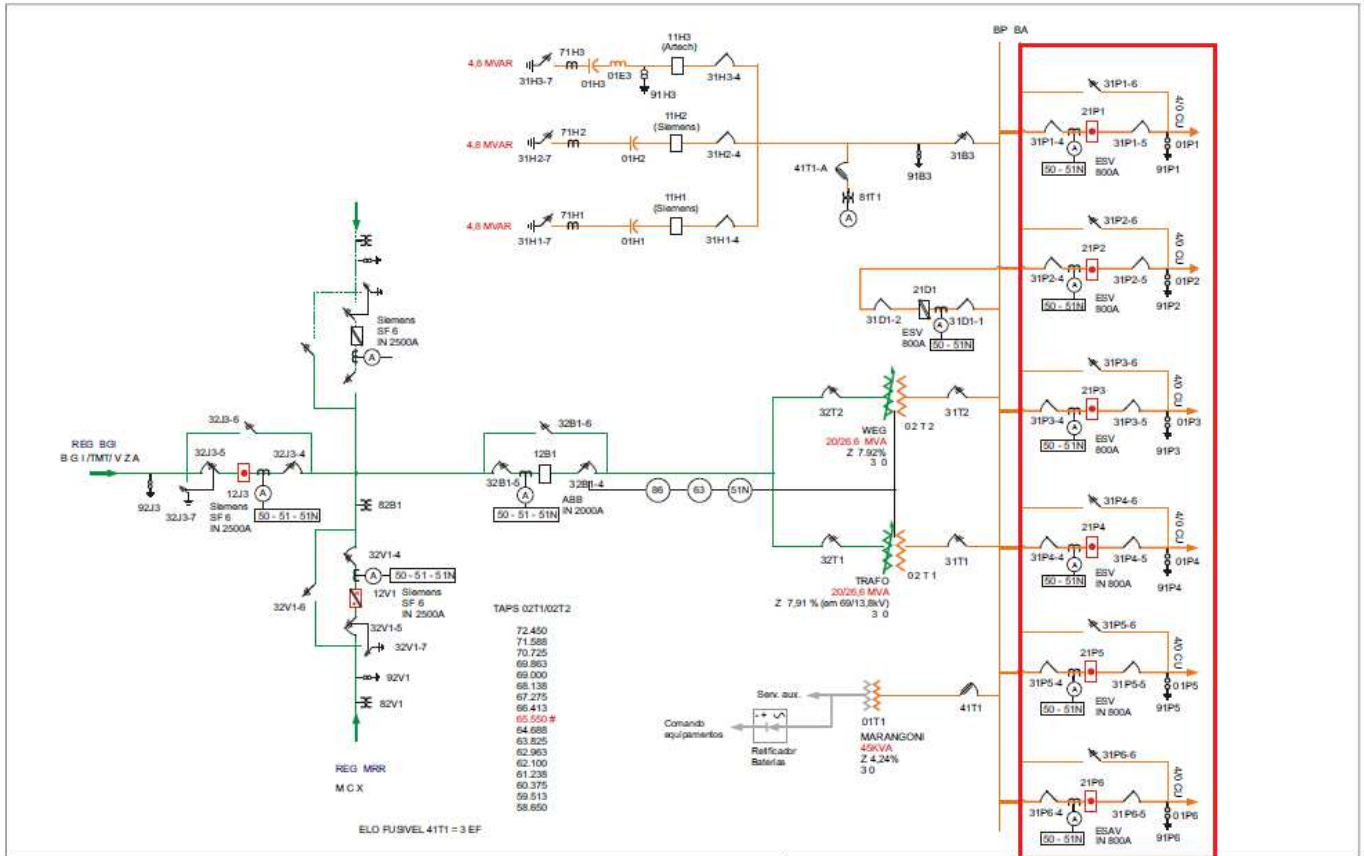 BP BA
11H3
(Artech)
71H3
4,8 MVAR
31H3-7
01H3
01E3
91H3
31H3-4
11H2
(Siemens)
71H2
4,8 MVAR
31H2-7
01H2
31H2-4
11H1
(Siemens)
71H1
4,8 MVAR
31H1-7
01H1
31H1-4
41T1-A
81T1
A
91B3
31B3
31P1-6
21P1
4/0 CU
31P1-4
A
31P1-5
01P1
50 - 51N
ESV
800A
91P1
31P2-6
21P2
4/0 CU
31P2-4
A
31P2-5
01P2
50 - 51N
ESV
800A
91P2
21D1
31D1-2
A
31D1-1
ESV
800A
50 - 51N
31P3-6
21P3
4/0 CU
31P3-4
A
31P3-5
01P3
50 - 51N
ESV
800A
91P3
Siemens
SF 6
IN 2500A
A
REG BGI
B G I /TMT/ V Z A
32J3-6
32J3-5
32J3-4
92J3
32J3-7
12J3
A
Siemens
SF 6
IN 2500A
50 - 51 - 51N
32B1-6
12B1
32B1-5
A
32B1-4
50 - 51 - 51N
ABB
IN 2000A
86
63
51N
32T2
WEG
20/26,6 MVA
Z 7.92%
3 0
02 T 2
31T2
32T1
02 T 1
31T1
TRAFO
20/26,6 MVA
Z 7,91 % (em 69/13,8kV)
3 0
31P4-6
21P4
4/0 CU
31P4-4
A
31P4-5
01P4
50 - 51N
ESV
IN 800A
91P4
82B1
32V1-4
A
50 - 51 - 51N
32V1-6
12V1
Siemens
SF 6
IN 2500A
32V1-5
32V1-7
92V1
82V1
REG MRR
M C X
TAPS 02T1/02T2
72.450
71.588
70.725
69.863
69.000
68.138
67.275
66.413
65.550 #
64.688
63.825
62.963
62.100
61.238
60.375
59.513
58.650
ELO FUSIVEL 41T1 = 3 EF
Serv. aux.
Comando
equipamentos
Retificador
Baterias
01T1
MARANGONI
45KVA
Z 4,24%
3 0
41T1
31P5-6
21P5
4/0 CU
31P5-4
A
31P5-5
01P5
50 - 51N
ESV
IN 800A
91P5
31P6-6
21P6
4/0 CU
31P6-4
A
31P6-5
01P6
50 - 51N
ESAV
IN 800A
91P6